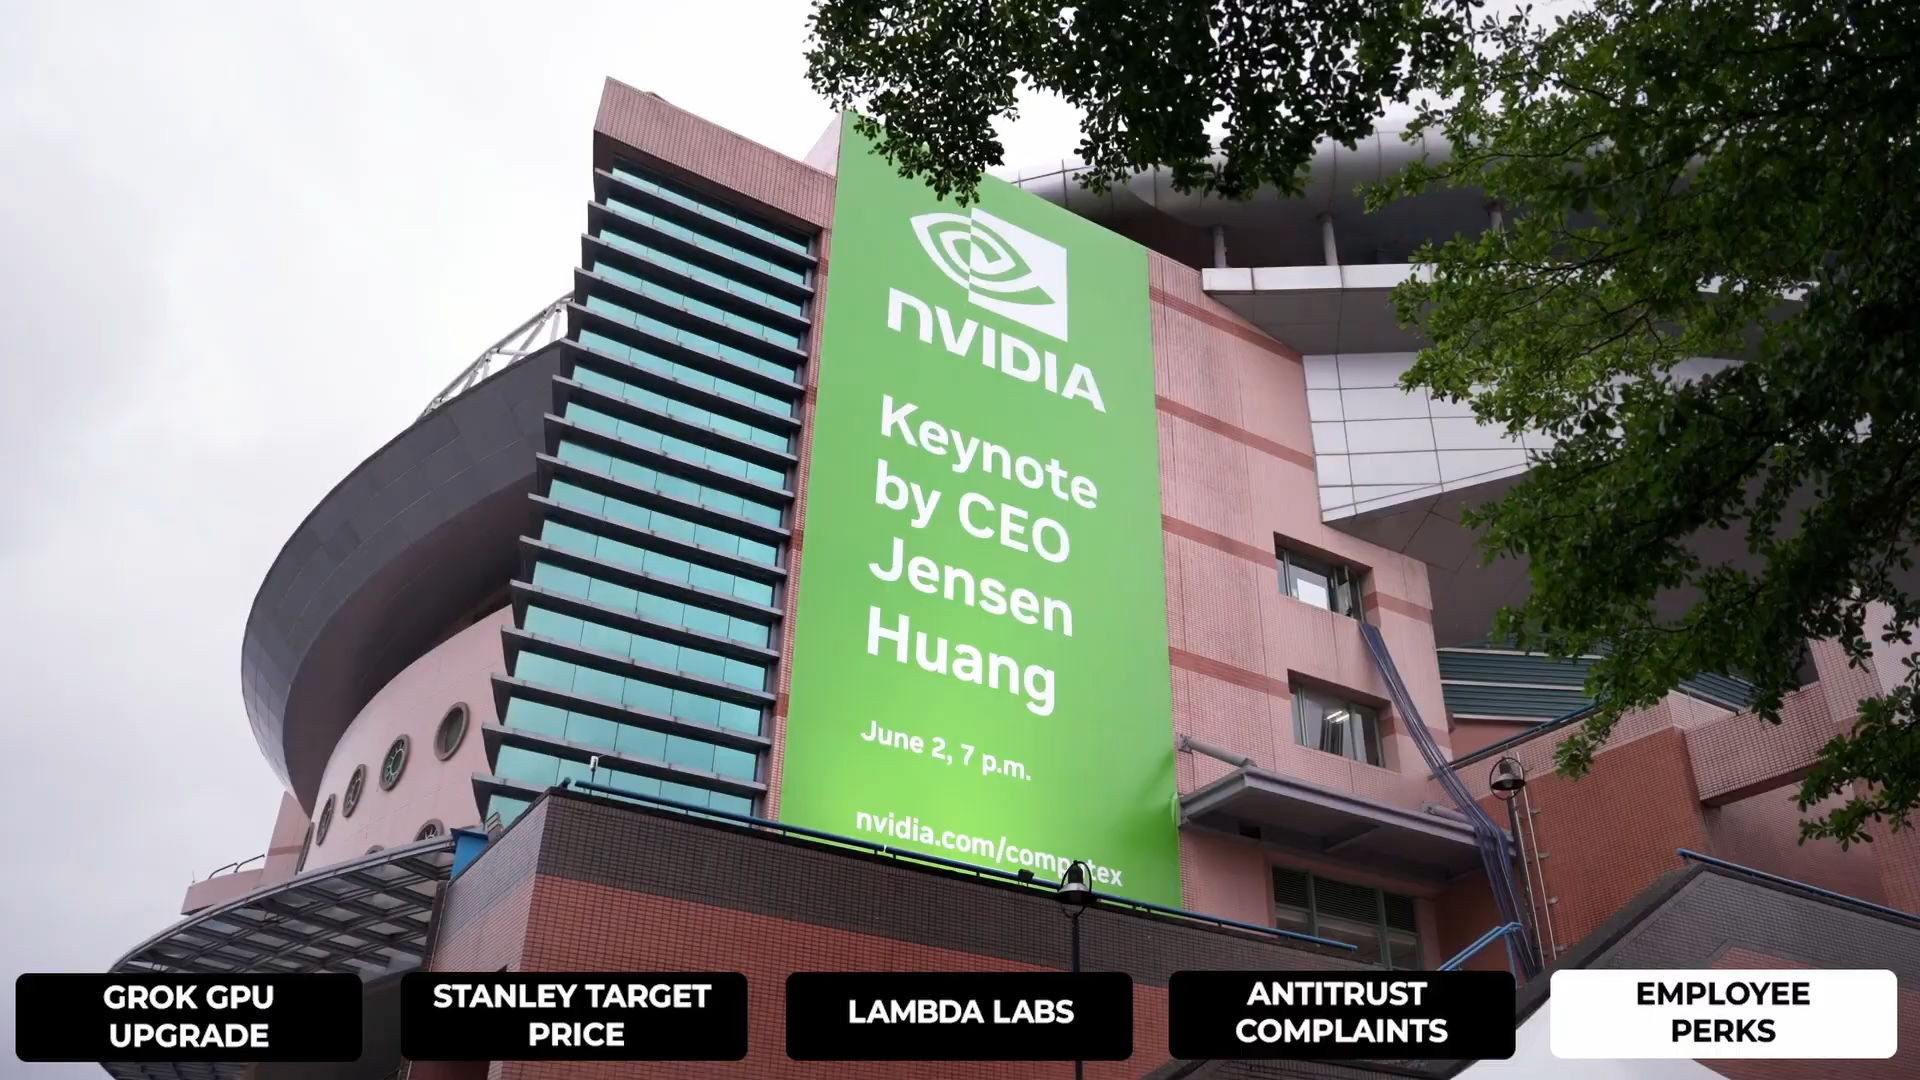 nVIDIA
Keynote
by CEO
Jensen
Huang
June 2, 7 p.m.
GROK GPU
UPGRADE
STANLEY TARGET
PRICE
LAMBDA LABS
ANTITRUST
COMPLAINTS
EMPLOYEE
PERKS